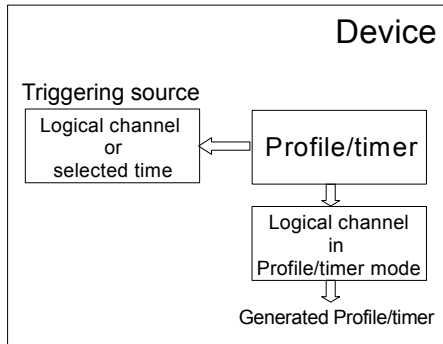 Device
Triggering source
Logical channel
or
selected time
Profile/timer
Logical channel
in
Profile/timer mode
Generated Profile/timer